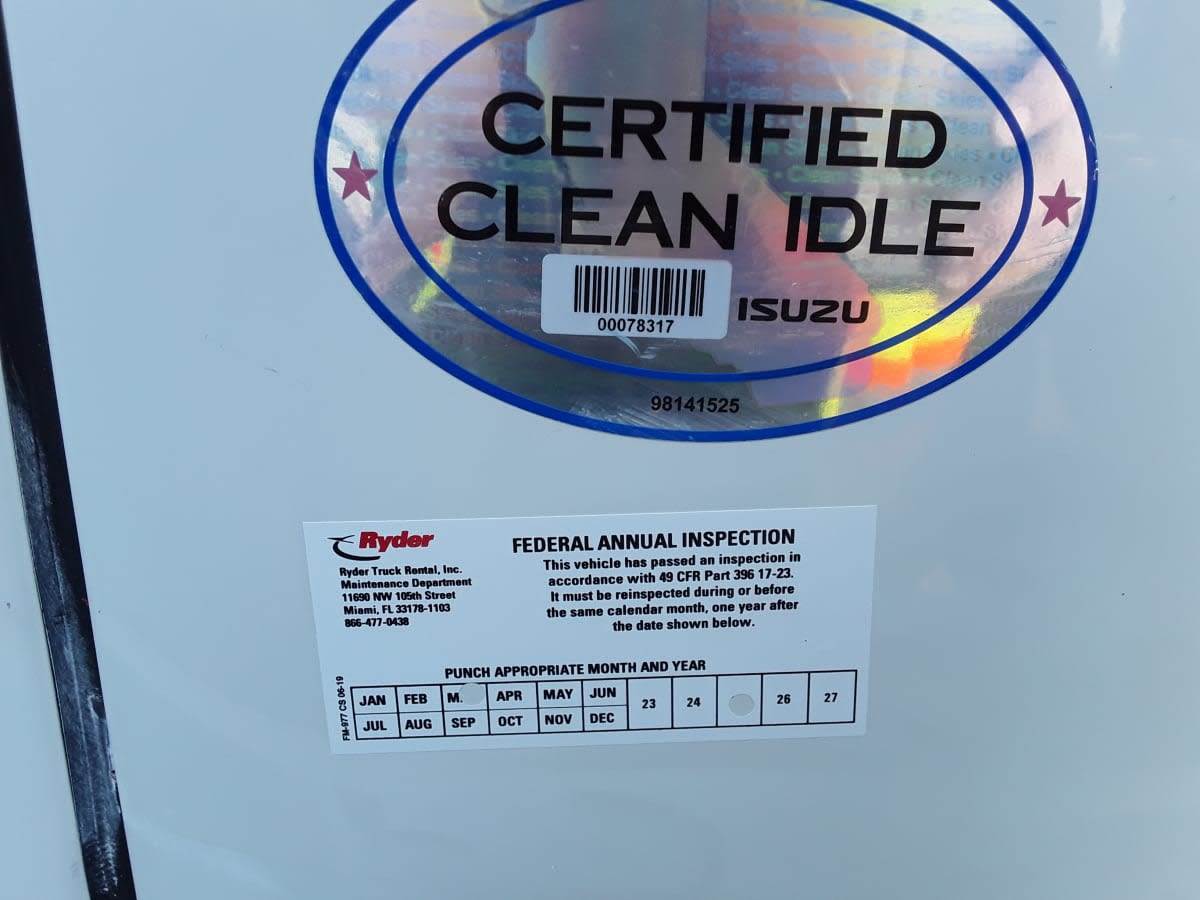 CERTIFIED
CLEAN IDLE
00078317
ISUZU
98141525
Ryder
Ryder Truck Rental, Inc.
Maintenance Department
11690 NW 105th Street
Miami, FL 33178-1103
866-477-0438
FEDERAL ANNUAL INSPECTION
This vehicle has passed an inspection in
accordance with 49 CFR Part 396 17-23.
It must be reinspected during or before
the same calendar month, one year after
the date shown below.
PUNCH APPROPRIATE MONTH AND YEAR
FM-977 CS 06-19
JAN FEB M. APR MAY JUN 23 24 26 27
JUL AUG SEP OCT NOV DEC